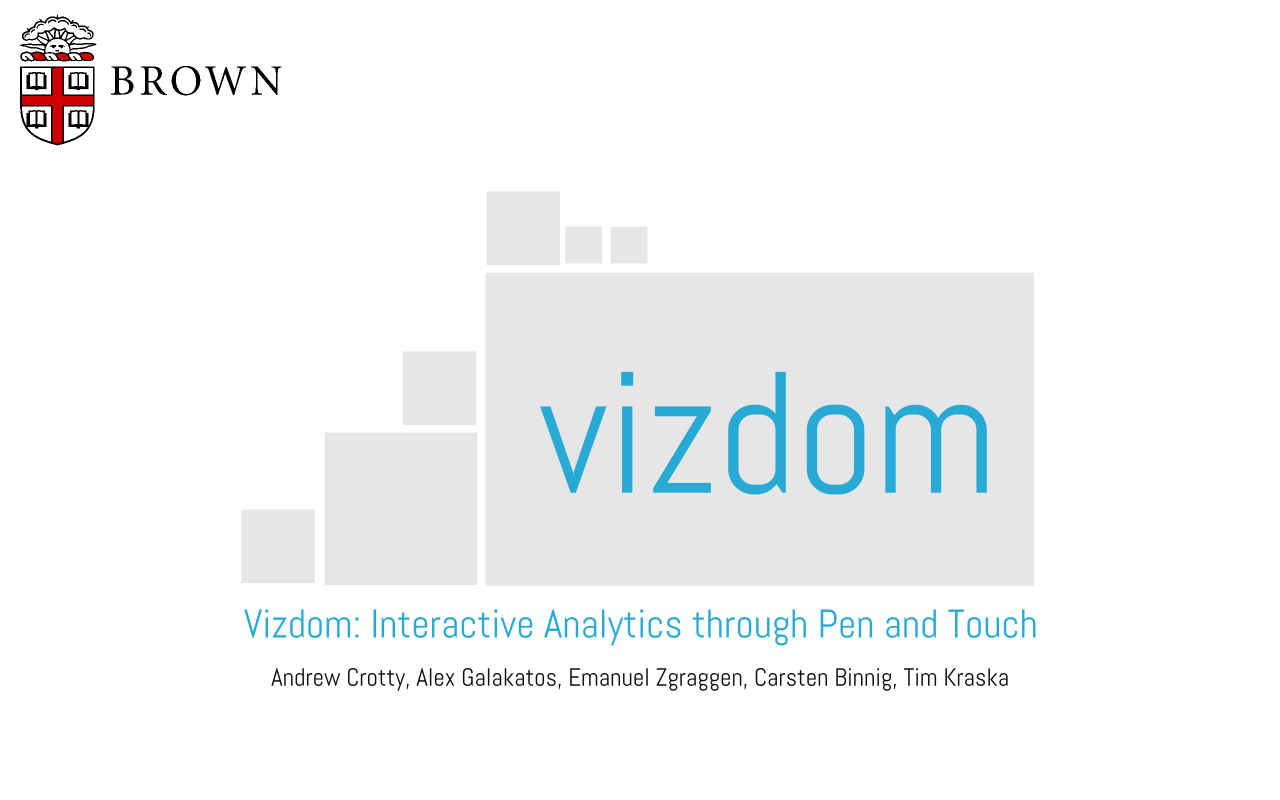 BROWN
vizdom
Vizdom: Interactive Analytics through Pen and Touch
Andrew Crotty, Alex Galakatos, Emanuel Zgraggen, Carsten Binnig, Tim Kraska